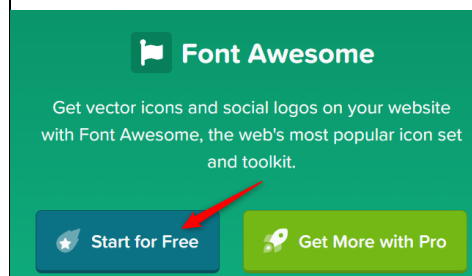 Font Awesome
Get vector icons and social logos on your website
with Font Awesome, the web's most popular icon set
and toolkit.
Start for Free
Get More with Pro